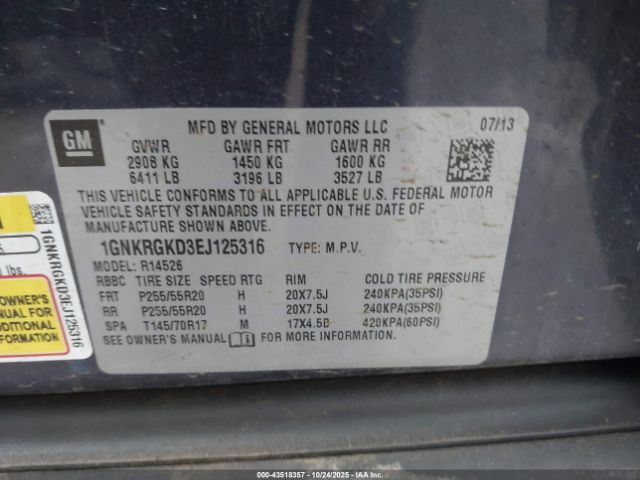 GM
MFD BY GENERAL MOTORS LLC 07/13
GVWR GAWR FRT GAWR RR
2908 KG 1450 KG 1600 KG
6411 LB 3196 LB 3527 LB
THIS VEHICLE CONFORMS TO ALL APPLICABLE U.S. FEDERAL MOTOR
VEHICLE SAFETY STANDARDS IN EFFECT ON THE DATE OF
MANUFACTURE SHOWN ABOVE.
1GNKRGKD3EJ125316 TYPE: M.P.V.
MODEL: R14526
RBBC TIRE SIZE SPEED RTG RIM COLD TIRE PRESSURE
FRT P255/55R20 H 20X7.5J 240KPA(35PSI)
RR P255/55R20 H 20X7.5J 240KPA(35PSI)
SPA T145/70R17 M 17X4.5B 420KPA(60PSI)
SEE OWNER'S MANUAL FOR MORE INFORMATION.
lbs.
OWNER'S
MANUAL FOR
ADDITIONAL
INFORMATION
1GNKRGKD3EJ125316
000-43518357 - 10/24/2025 - www.iaai.com